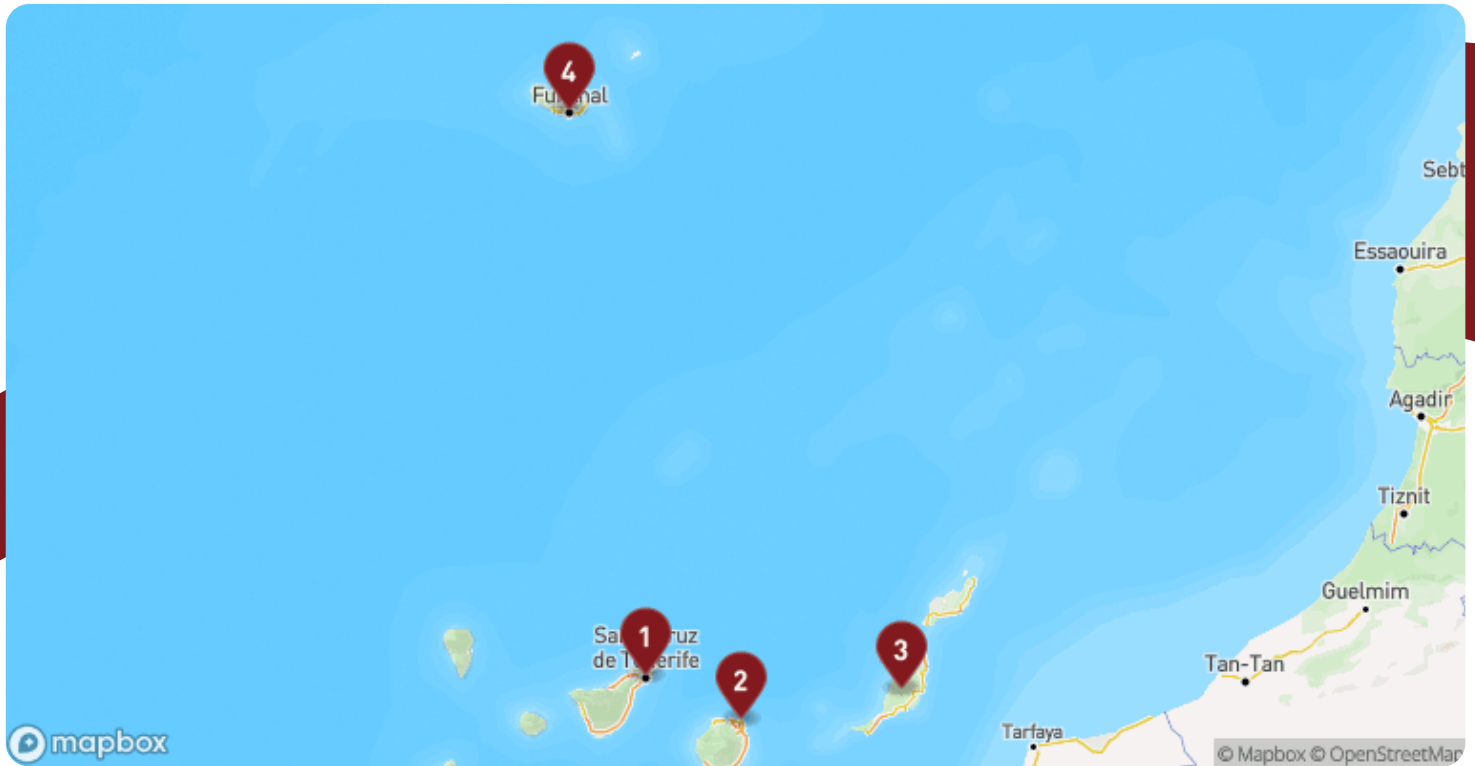 4
Sebt
Essaouira
Agadir
Tiznit
Guelmim
1
de
3
Tan-Tan
2
Tarfaya
mapbox
© Mapbox © OpenStreetMap